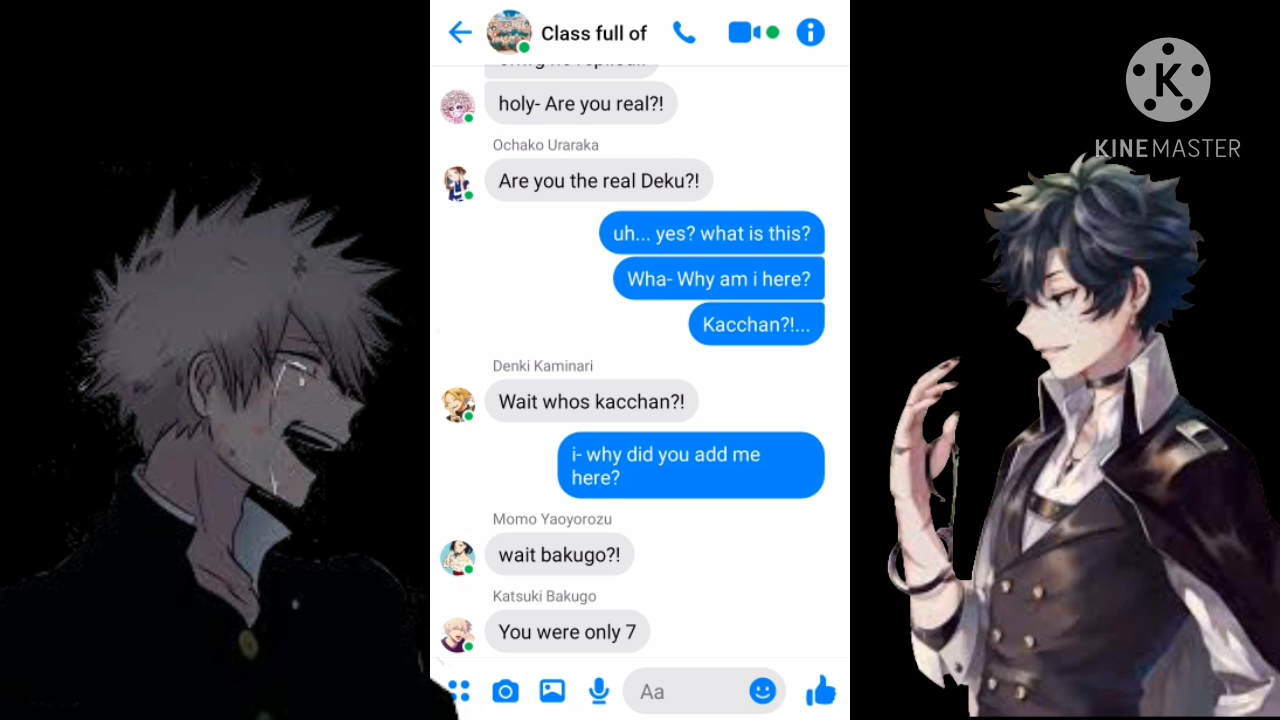 Class full of
holy- Are you real?!
Ochako Uraraka
Are you the real Deku?!
uh... yes? what is this?
Wha- Why am i here?
Kacchan?!...
Denki Kaminari
Wait whos kacchan?!
i- why did you add me
here?
Momo Yaoyorozu
wait bakugo?!
Katsuki Bakugo
You were only 7
Aa
K
KINEMASTER